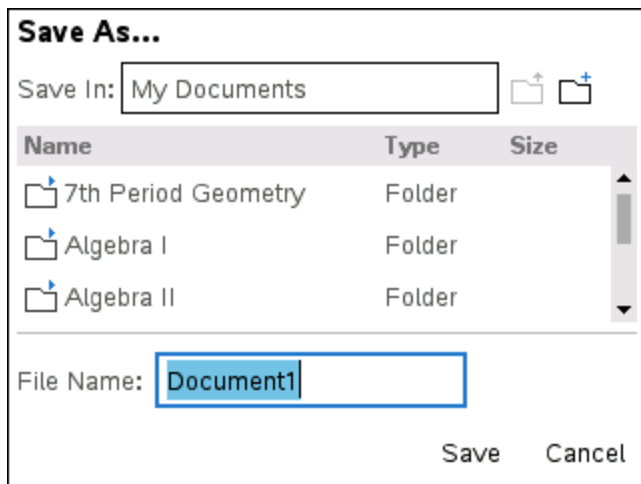 Save As...
Save In: My Documents
Name Type Size
7th Period Geometry Folder
Algebra I Folder
Algebra II Folder
File Name: Document1
Save Cancel